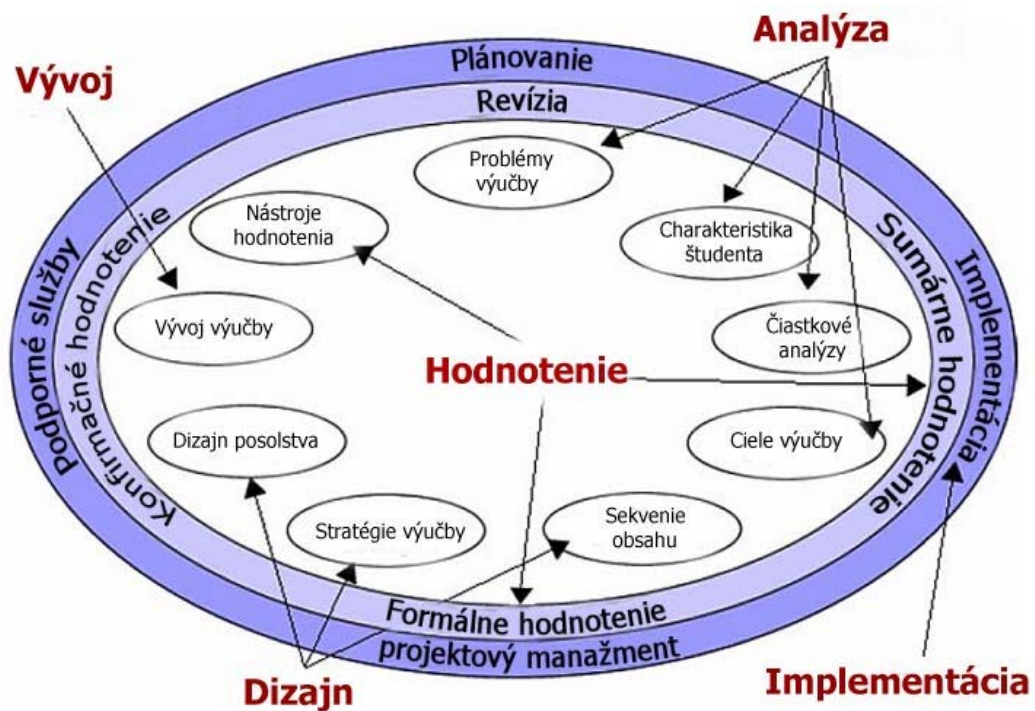 Analýza
Vývoj
Plánovanie
Revízia
Problémy
výučby
Nástroje
hodnotenia
Charakteristika
študenta
Podporné služby
Konfirmačné hodnotenie
Sumárne hodnotenie
Implementácia
Vývoj výučby
Čiastkové
analýzy
Hodnotenie
Dizajn posolstva
Ciele výučby
Stratégie výučby
Sekvenie
obsahu
Formálne hodnotenie
projektový manažment
Dizajn
Implementácia